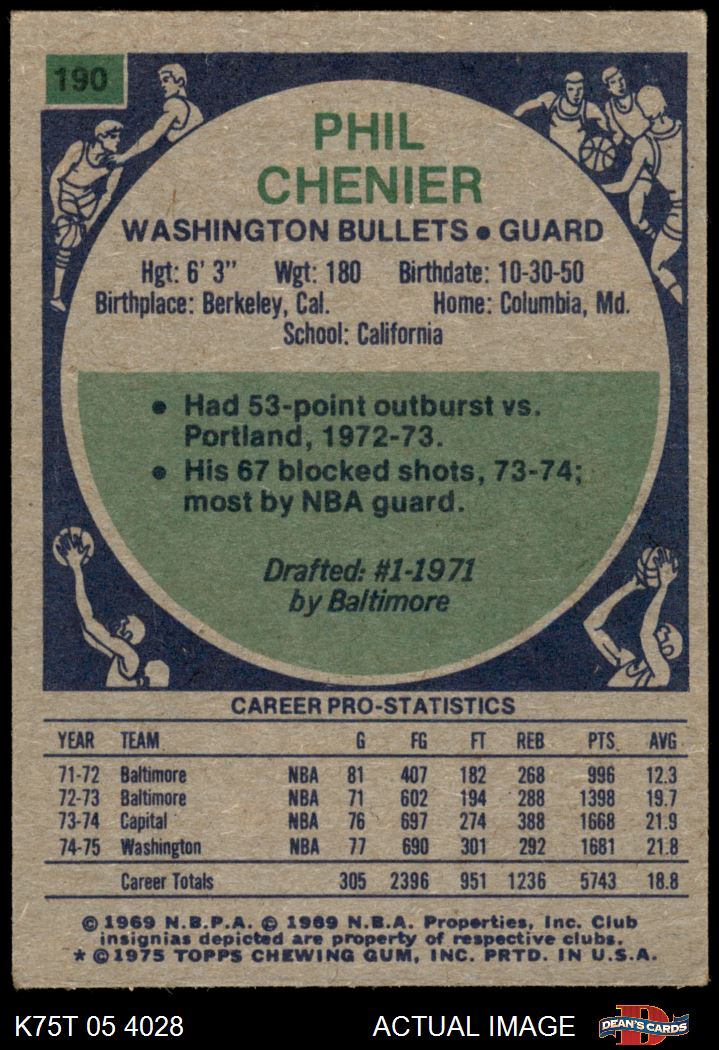 190
PHIL
CHENIER
WASHINGTON BULLETS • GUARD
Hgt: 6' 3" Wgt: 180 Birthdate: 10-30-50
Birthplace: Berkeley, Cal. Home: Columbia, Md.
School: California
• Had 53-point outburst vs.
Portland, 1972-73.
• His 67 blocked shots, 73-74;
most by NBA guard.
Drafted: #1-1971
by Baltimore
CAREER PRO-STATISTICS
YEAR TEAM G FG FT REB PTS. AVG
71-72 Baltimore NBA 81 407 182 268 996 12.3
72-73 Baltimore NBA 71 602 194 288 1398 19.7
73-74 Capital NBA 76 697 274 388 1668 21.9
74-75 Washington NBA 77 690 301 292 1681 21.8
Career Totals 305 2396 951 1236 5743 18.8
© 1969 N.B.P.A. © 1969 N.B.A. Properties, Inc. Club
insignias depicted are property of respective clubs.
* © 1975 TOPPS CHEWING GUM, INC. PRTD. IN U.S.A.
K75T 05 4028 ACTUAL IMAGE D DEAN'S CARDS